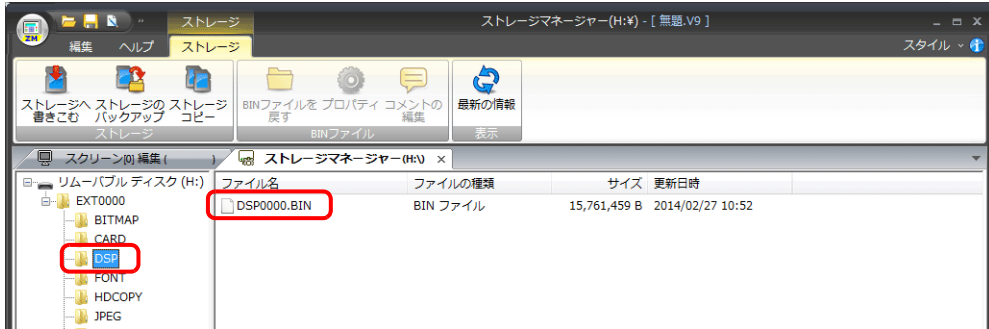 ストレージ
ストレージマネージャー(H:¥) - [ 無題.V9 ]
ZM
編集 ヘルプ ストレージ
スタイル
ストレージへ書きこむ
ストレージのバックアップ
ストレージコピー
BINファイルを戻す
プロパティ
コメントの編集
最新の情報
ストレージ
BINファイル
表示
スクリーン[0] 編集 ( )
ストレージマネージャー(H:\) ×
リムーバブル ディスク (H:)
EXT0000
BITMAP
CARD
DSP
FONT
HDCOPY
JPEG
ファイル名 ファイルの種類 サイズ 更新日時
DSP0000.BIN BIN ファイル 15,761,459 B 2014/02/27 10:52